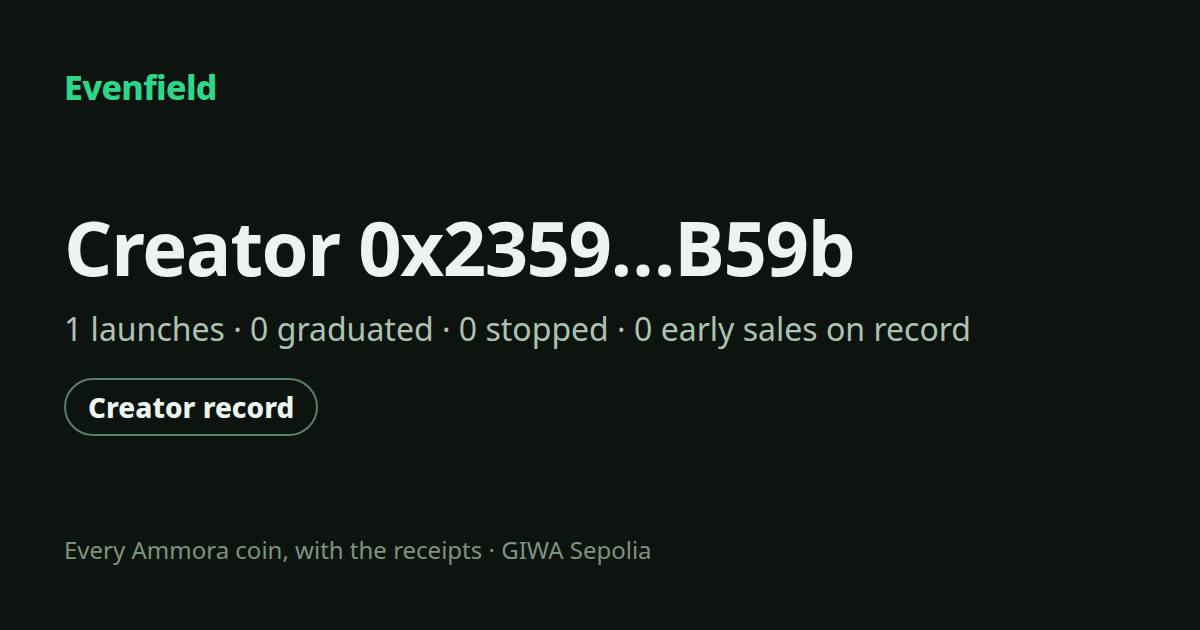 Evenfield
Creator 0x2359…B59b
1 launches · 0 graduated · 0 stopped · 0 early sales on record
Creator record
Every Ammora coin, with the receipts · GIWA Sepolia